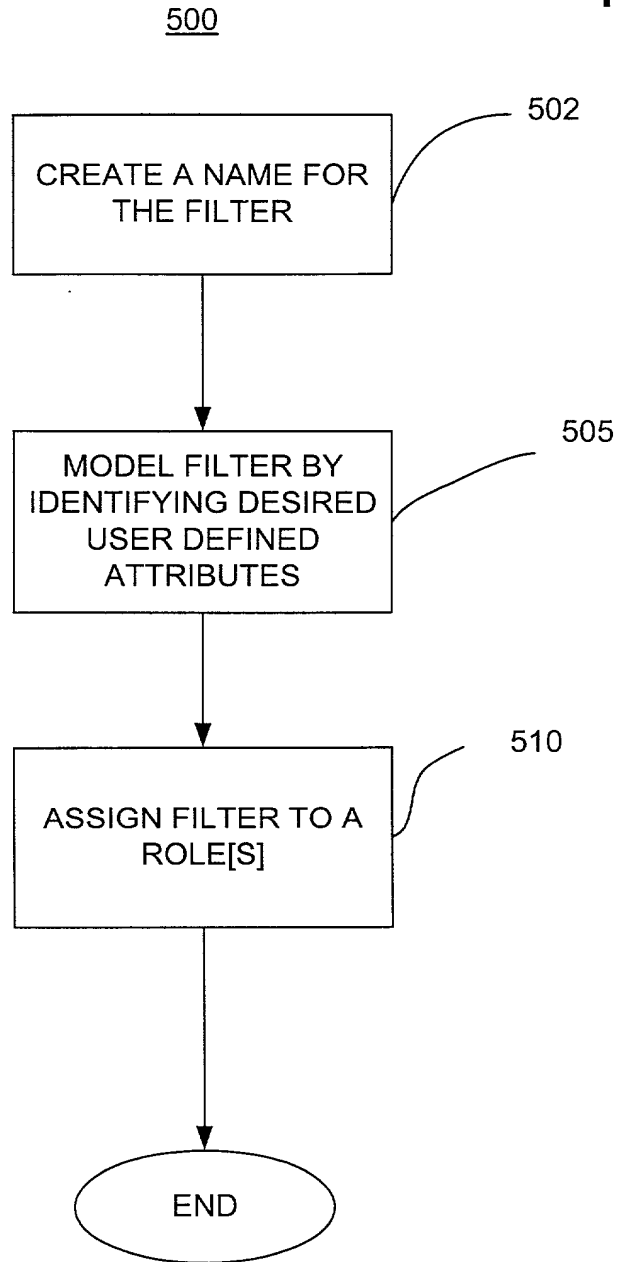 500
502
CREATE A NAME FOR
THE FILTER
505
MODEL FILTER BY
IDENTIFYING DESIRED
USER DEFINED
ATTRIBUTES
510
ASSIGN FILTER TO A
ROLE[S]
END